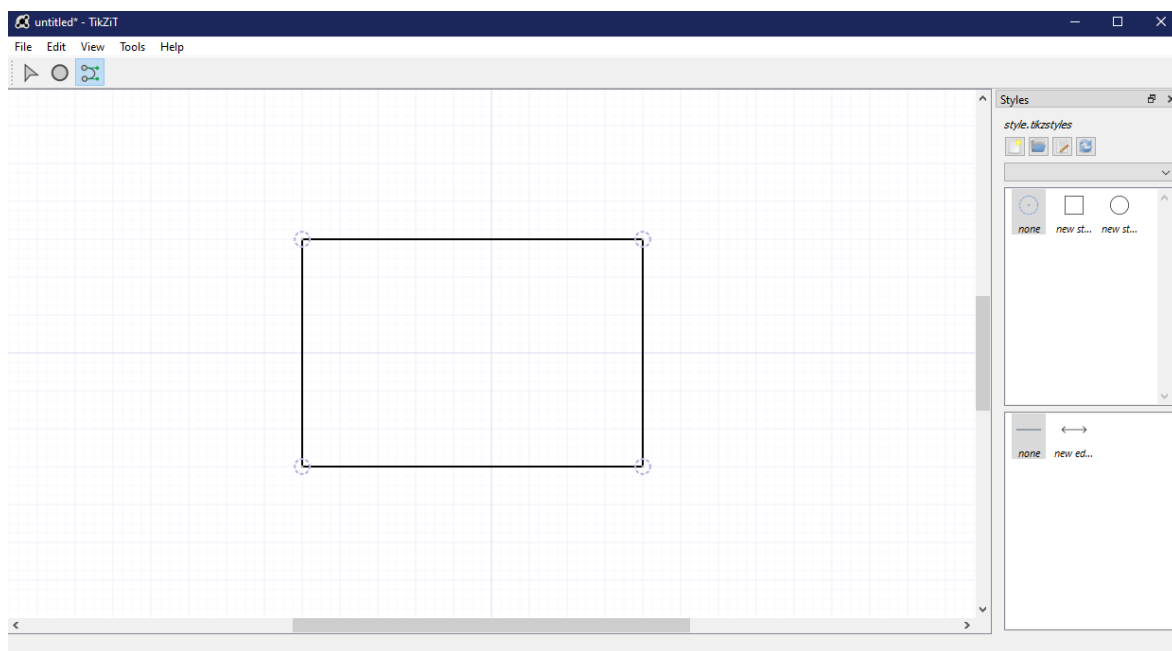 untitled* - TikZiT
File Edit View Tools Help
Styles
style.tikzstyles
none new st... new st...
none new ed...